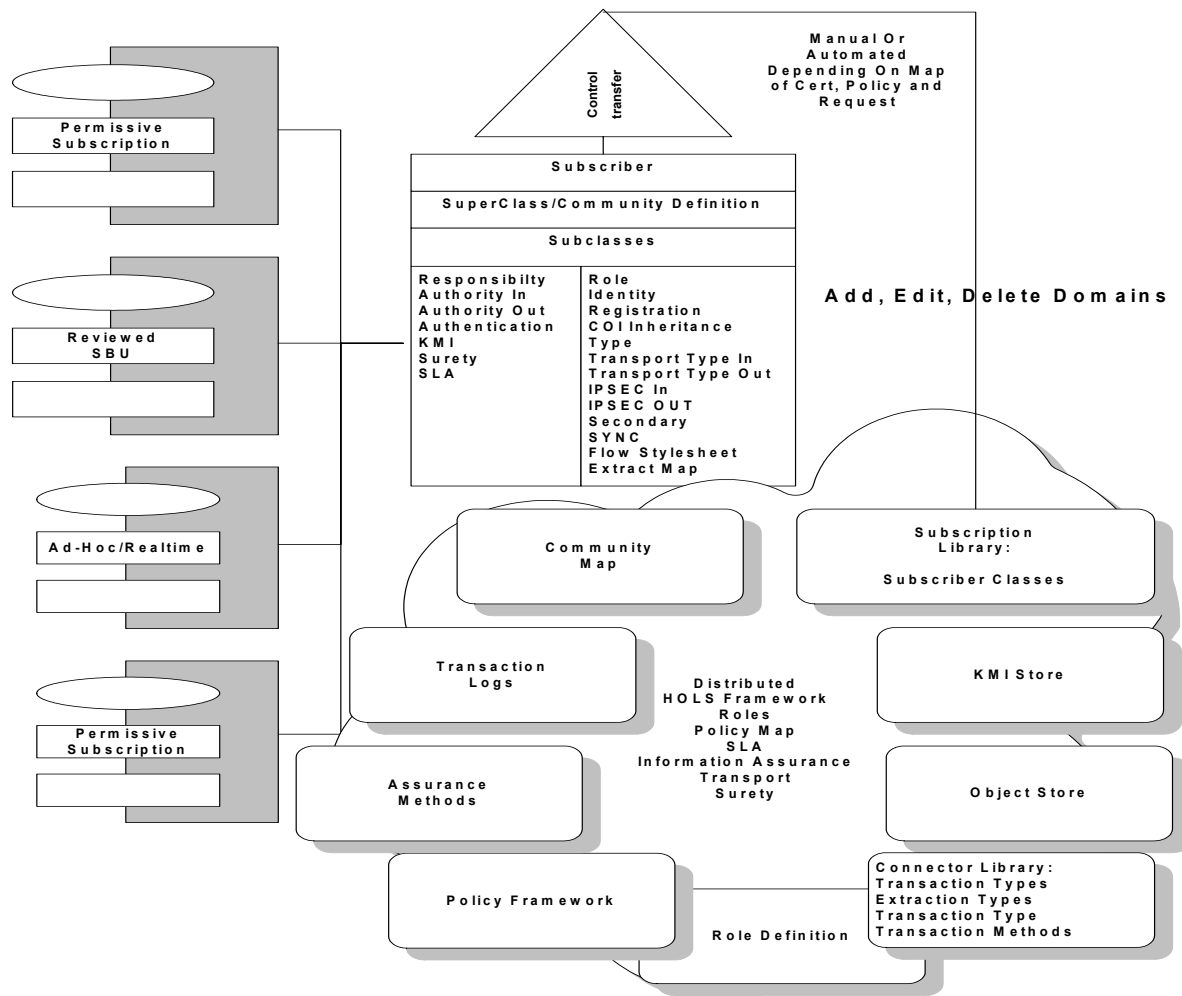 Manual Or
Automated
Depending On Map
of Cert, Policy and
Request
Control
transfer
Permissive
Subscription
Subscriber
SuperClass/Community Definition
Subclasses
Responsibilty
Authority In
Authority Out
Authentication
KMI
Surety
SLA
Role
Identity
Registration
COI Inheritance
Type
Transport Type In
Transport Type Out
IPSEC In
IPSEC OUT
Secondary
SYNC
Flow Stylesheet
Extract Map
Add, Edit, Delete Domains
Reviewed
SBU
Ad-Hoc/Realtime
Permissive
Subscription
Community
Map
Subscription
Library:
Subscriber Classes
Transaction
Logs
KMI Store
Distributed
HOLS Framework
Roles
Policy Map
SLA
Information Assurance
Transport
Surety
Assurance
Methods
Object Store
Policy Framework
Role Definition
Connector Library:
Transaction Types
Extraction Types
Transaction Type
Transaction Methods